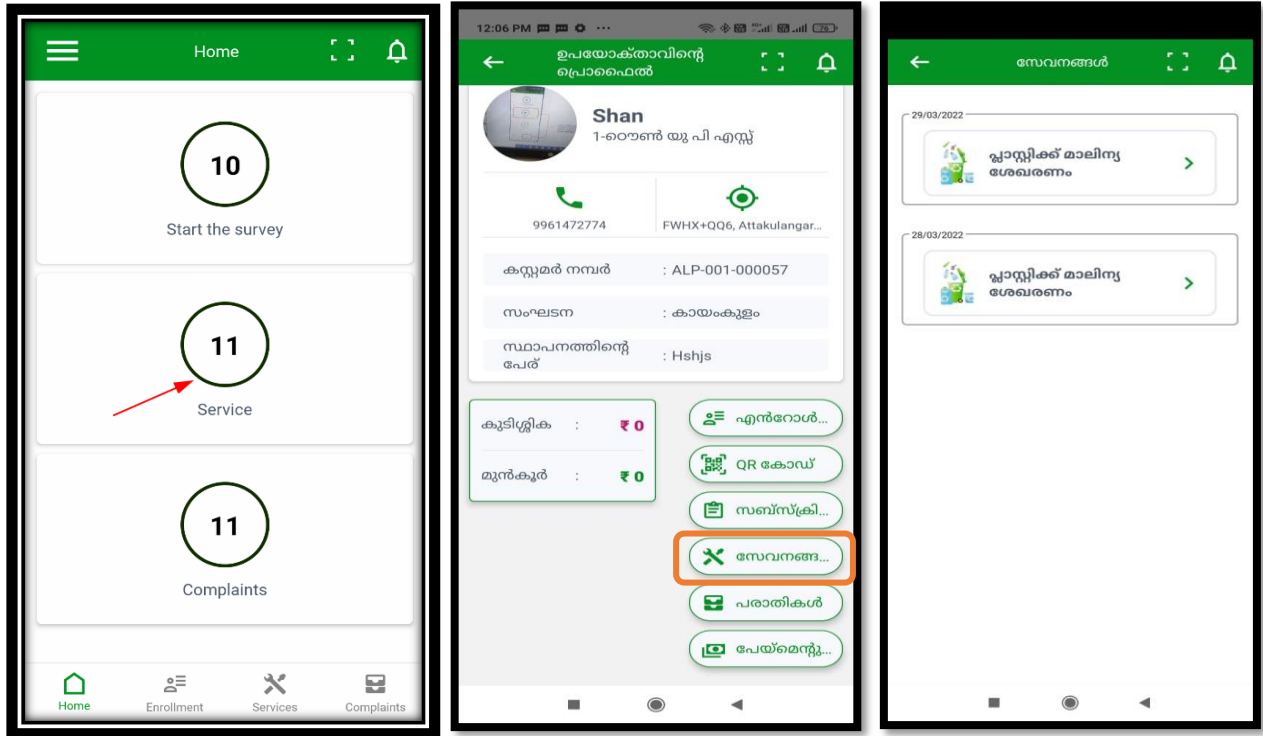 Home
10
Start the survey
11
Service
11
Complaints
Home
Enrollment
Services
Complaints
12:06 PM
76
ഉപയോക്താവിന്റെ
പ്രൊഫൈൽ
Shan
1-ഠൌൺ യു പി എസ്സ്
9961472774
FWHX+QQ6, Attakulangar...
കസ്റ്റമർ നമ്പർ : ALP-001-000057
സംഘടന : കായംകുളം
സ്ഥാപനത്തിന്റെ
പേര് : Hshjs
കുടിശ്ശിക : ₹ 0
മുൻ‌കൂർ : ₹ 0
എൻറോൾ...
QR കോഡ്
സബ്സ്ക്രി...
സേവനങ്ങ...
പരാതികൾ
പേയ്മെന്റു...
സേവനങ്ങൾ
29/03/2022
പ്ലാസ്റ്റിക്ക് മാലിന്യ
ശേഖരണം
28/03/2022
പ്ലാസ്റ്റിക്ക് മാലിന്യ
ശേഖരണം